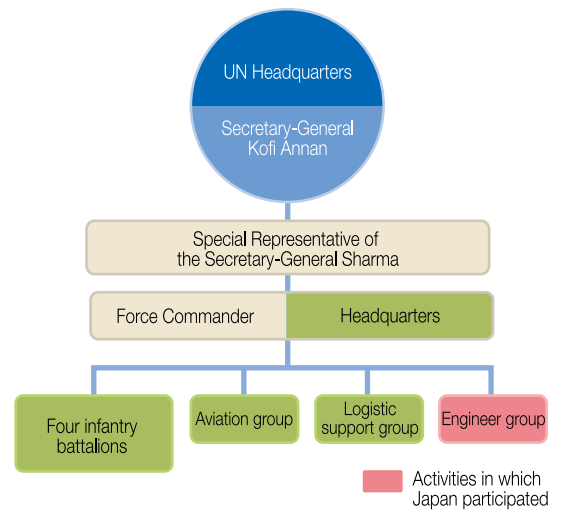 UN Headquarters
Secretary-General
Kofi Annan
Special Representative of
the Secretary-General Sharma
Force Commander
Headquarters
Four infantry
battalions
Aviation group
Logistic
support group
Engineer group
Activities in which
Japan participated